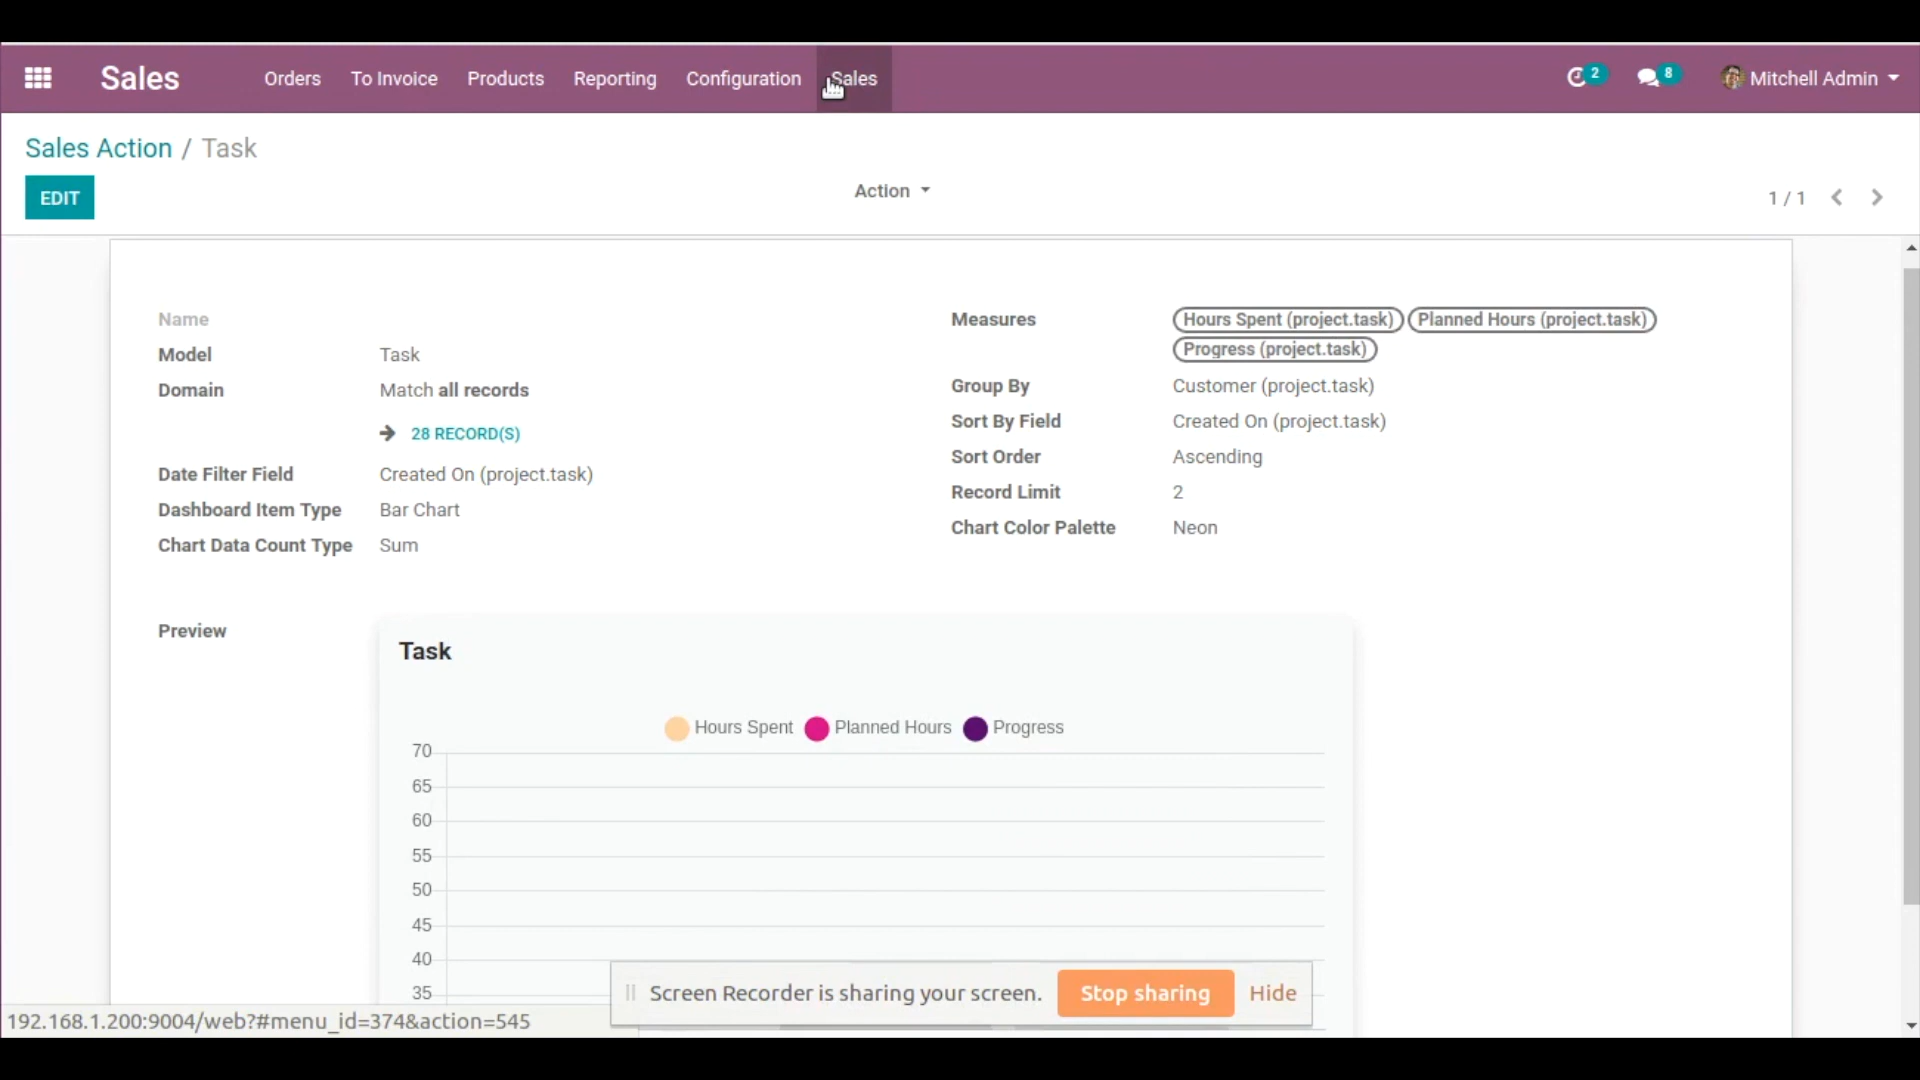 Sales Orders To Invoice Products Reporting Configuration Sales 2 8 Mitchell Admin
Sales Action / Task
EDIT
Action
1 / 1
Name
Model Task
Domain Match all records
28 RECORD(S)
Date Filter Field Created On (project.task)
Dashboard Item Type Bar Chart
Chart Data Count Type Sum
Measures Hours Spent (project.task) Planned Hours (project.task)
Progress (project.task)
Group By Customer (project.task)
Sort By Field Created On (project.task)
Sort Order Ascending
Record Limit 2
Chart Color Palette Neon
Preview
Task
Hours Spent Planned Hours Progress
70
65
60
55
50
45
40
35
Screen Recorder is sharing your screen. Stop sharing Hide
192.168.1.200:9004/web?#menu_id=374&action=545